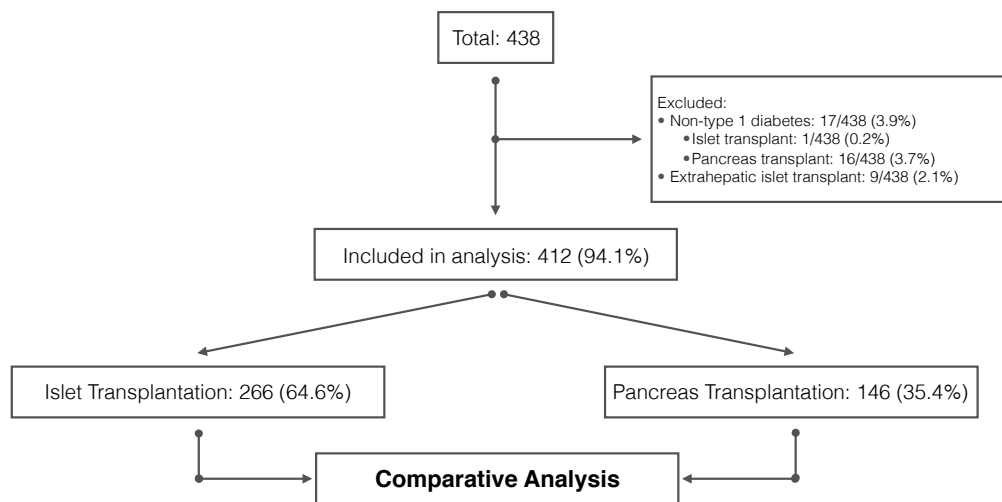 Total: 438
Excluded:
• Non-type 1 diabetes: 17/438 (3.9%)
•Islet transplant: 1/438 (0.2%)
•Pancreas transplant: 16/438 (3.7%)
• Extrahepatic islet transplant: 9/438 (2.1%)
Included in analysis: 412 (94.1%)
Islet Transplantation: 266 (64.6%)
Pancreas Transplantation: 146 (35.4%)
Comparative Analysis